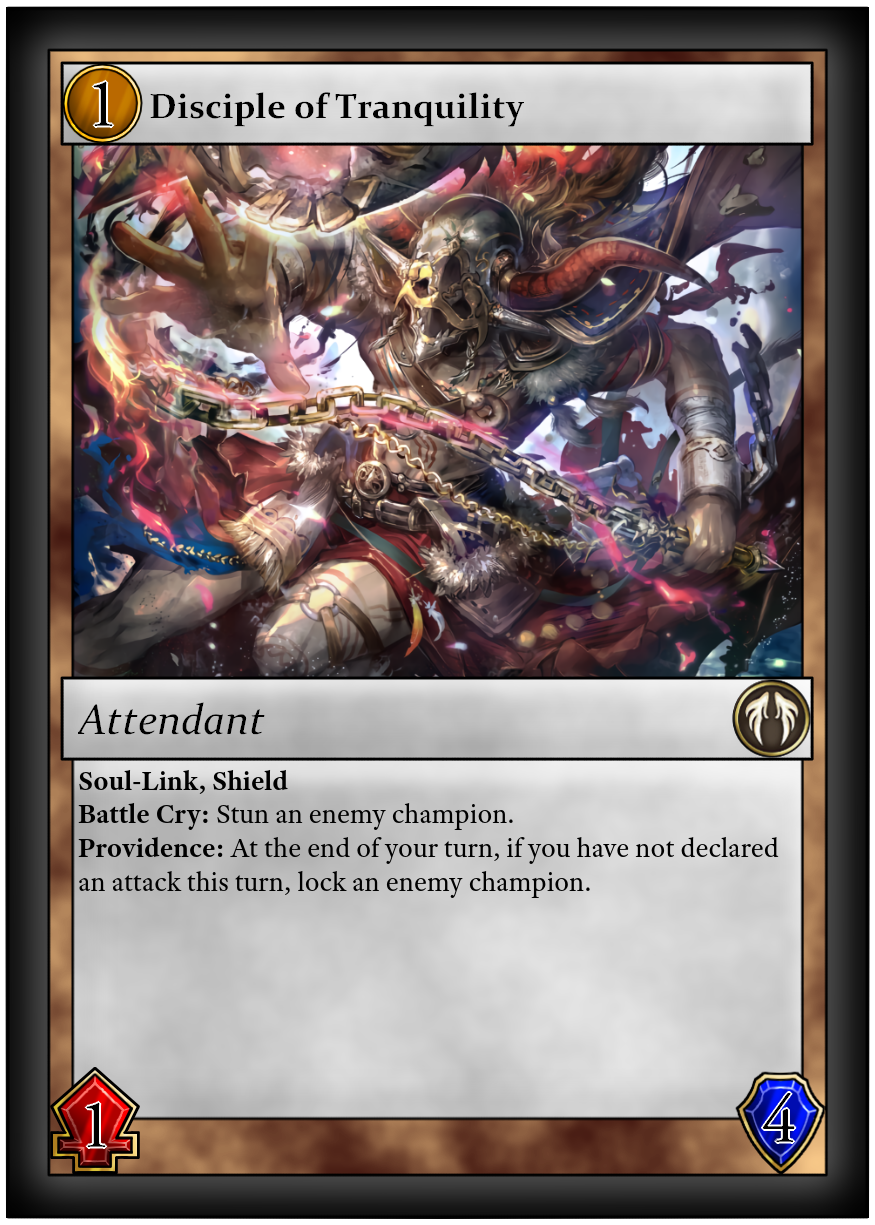 1
Disciple of Tranquility
Attendant
Soul-Link, Shield
Battle Cry: Stun an enemy champion.
Providence: At the end of your turn, if you have not declared
an attack this turn, lock an enemy champion.
1
4